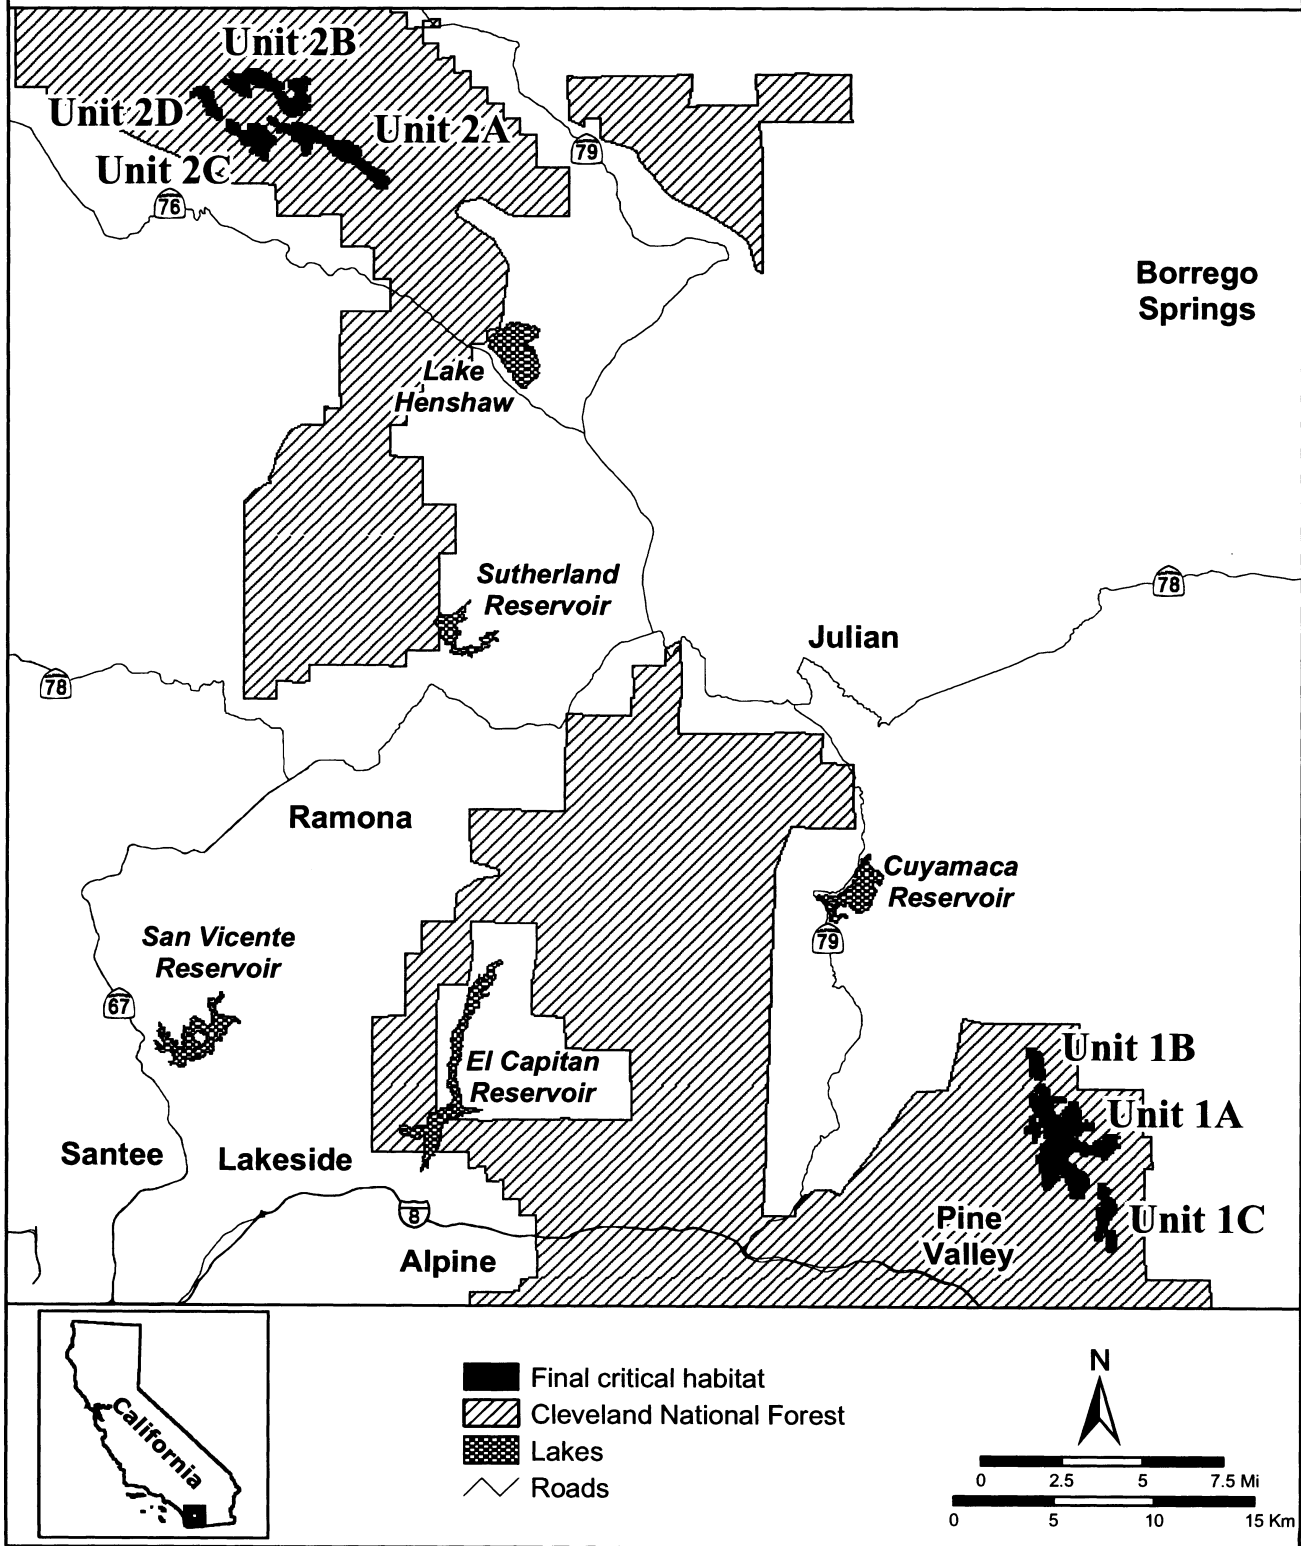 Unit 2B
Unit 2D
Unit 2A
79
Unit 2C
76
Borrego
Springs
Lake
Henshaw
Sutherland
Reservoir
78
Julian
78
Ramona
Cuyamaca
Reservoir
San Vicente
Reservoir
79
67
Unit 1B
El Capitan
Reservoir
Unit 1A
Santee
Lakeside
8
Pine
Valley
Unit 1C
Alpine
California
Final critical habitat
Cleveland National Forest
Lakes
Roads
N
0 2.5 5 7.5 Mi
0 5 10 15 Km